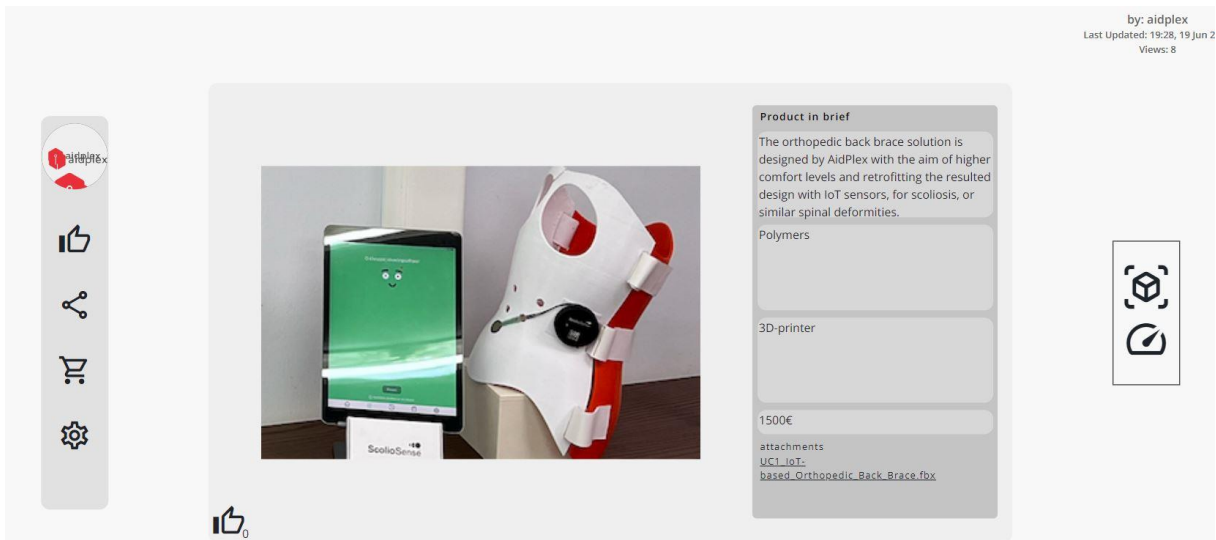 by: aidplex
Last Updated: 19:28, 19 Jun 2
Views: 8
aidplex
Product in brief
The orthopedic back brace solution is
designed by AidPlex with the aim of higher
comfort levels and retrofitting the resulted
design with IoT sensors, for scoliosis, or
similar spinal deformities.
Polymers
3D-printer
1500€
attachments
UC1_IoT-
based_Orthopedic_Back_Brace.fbx
ScolioSense
0